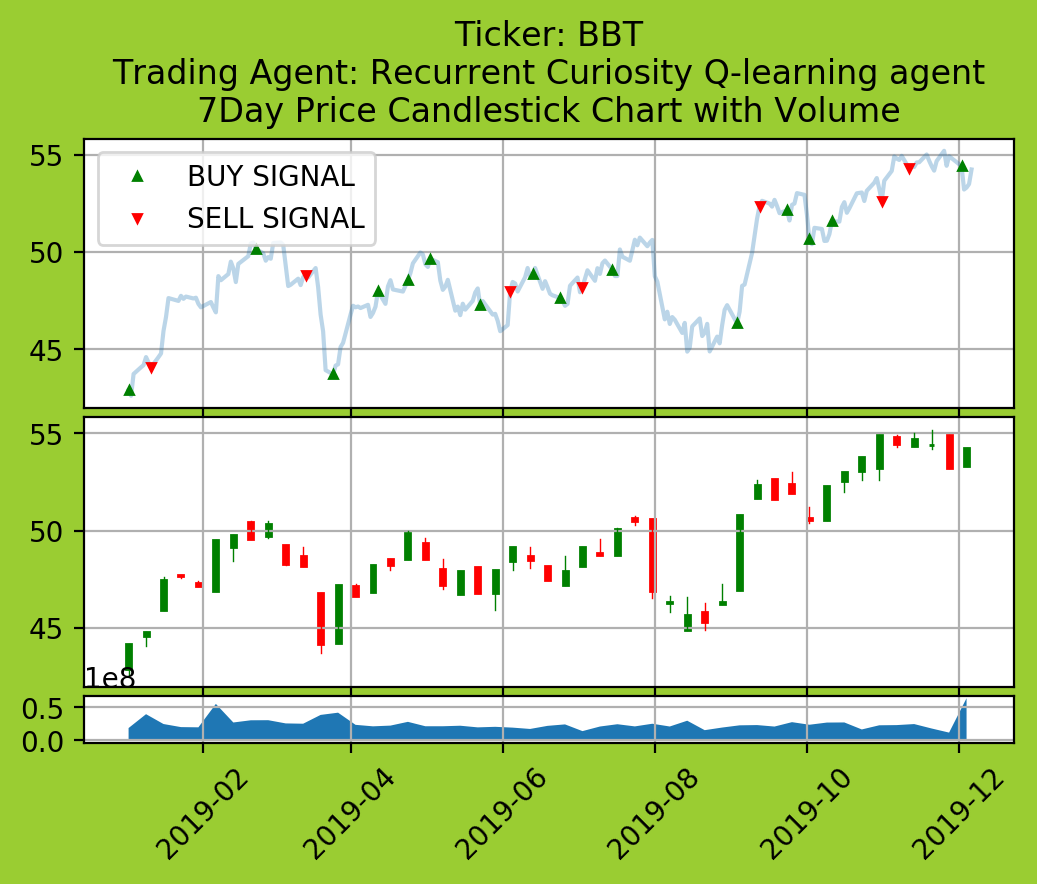 Ticker: BBT
Trading Agent: Recurrent Curiosity Q-learning agent
7Day Price Candlestick Chart with Volume
55
50
45
BUY SIGNAL
SELL SIGNAL
55
50
45
1e8
0.5
0.0
2019-02
2019-04
2019-06
2019-08
2019-10
2019-12